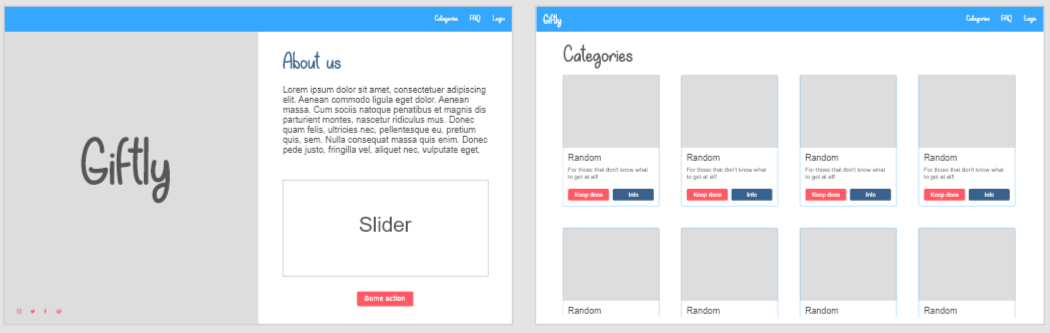 Categories FAQ Login
Giftly
About us
Lorem ipsum dolor sit amet, consectetuer adipiscing
elit. Aenean commodo ligula eget dolor. Aenean
massa. Cum sociis natoque penatibus et magnis dis
parturient montes, nascetur ridiculus mus. Donec
quam felis, ultricies nec, pellentesque eu, pretium
quis, sem. Nulla consequat massa quis enim. Donec
pede justo, fringilla vel, aliquet nec, vulputate eget,
Slider
Some action
Giftly Categories FAQ Login
Categories
Random Random Random Random
For those that don't know what For those that don't know what For those that don't know what For those that don't know what
to get at all! to get at all! to get at all! to get at all!
Koop doos Info Koop doos Info Koop doos Info Koop doos Info
Random Random Random Random